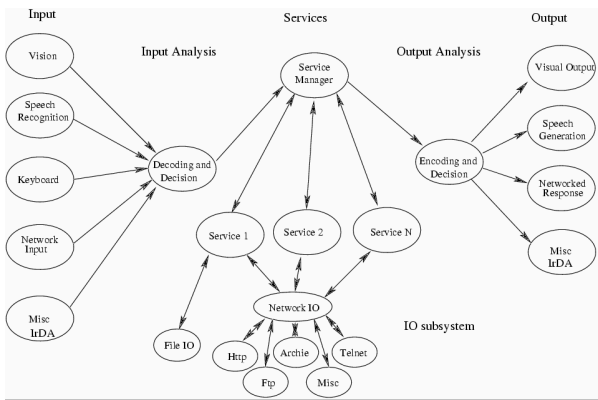 Input
Services
Output
Input Analysis
Output Analysis
Vision
Speech
Recognition
Keyboard
Network
Input
Misc
IrDA
Decoding and
Decision
Service
Manager
Encoding and
Decision
Visual Output
Speech
Generation
Networked
Response
Misc
IrDA
Service 1
Service 2
Service N
Network IO
IO subsystem
File IO
Http
Archie
Telnet
Ftp
Misc